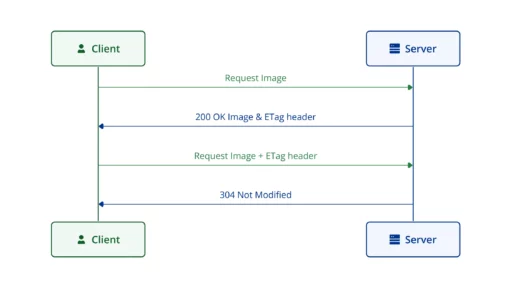 Client
Server
Request Image
200 OK Image & ETag header
Request Image + ETag header
304 Not Modified
Client
Server